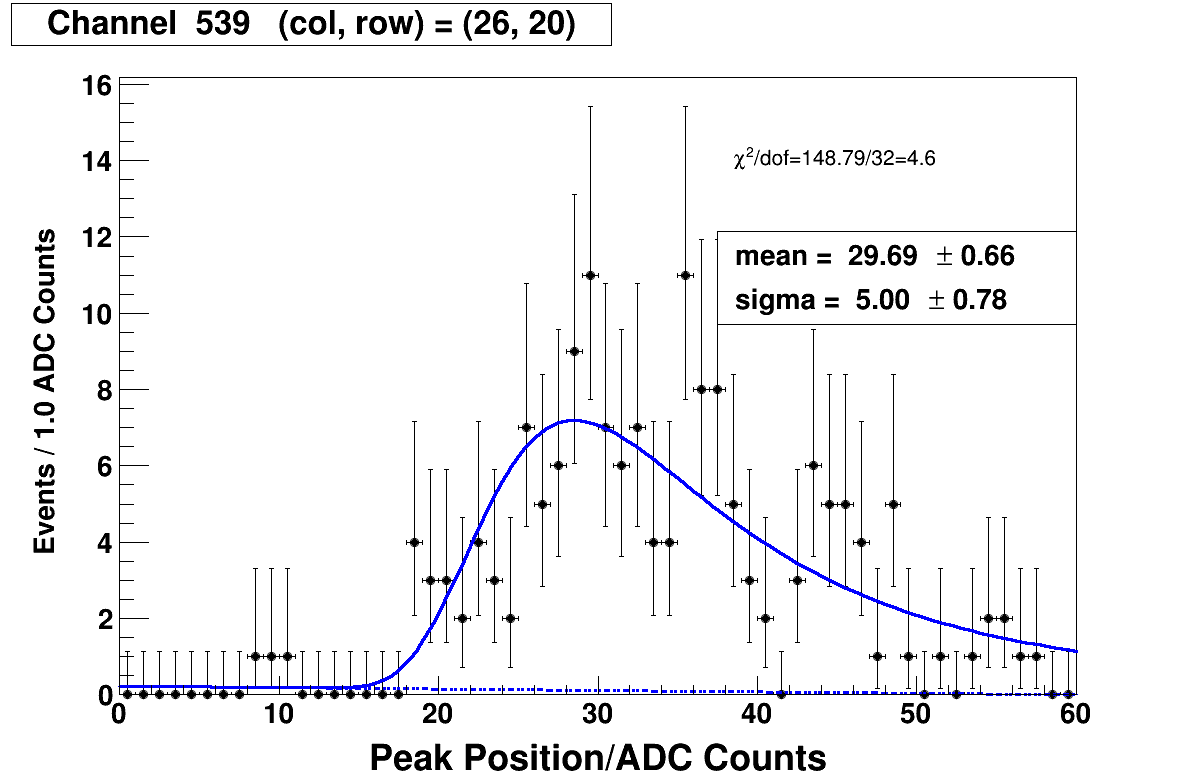 Channel 539 (col, row) = (26, 20)
16
14
12
10
8
6
4
2
0
Events / 1.0 ADC Counts
χ²/dof=148.79/32=4.6
mean = 29.69 ± 0.66
sigma = 5.00 ± 0.78
0 10 20 30 40 50 60
Peak Position/ADC Counts